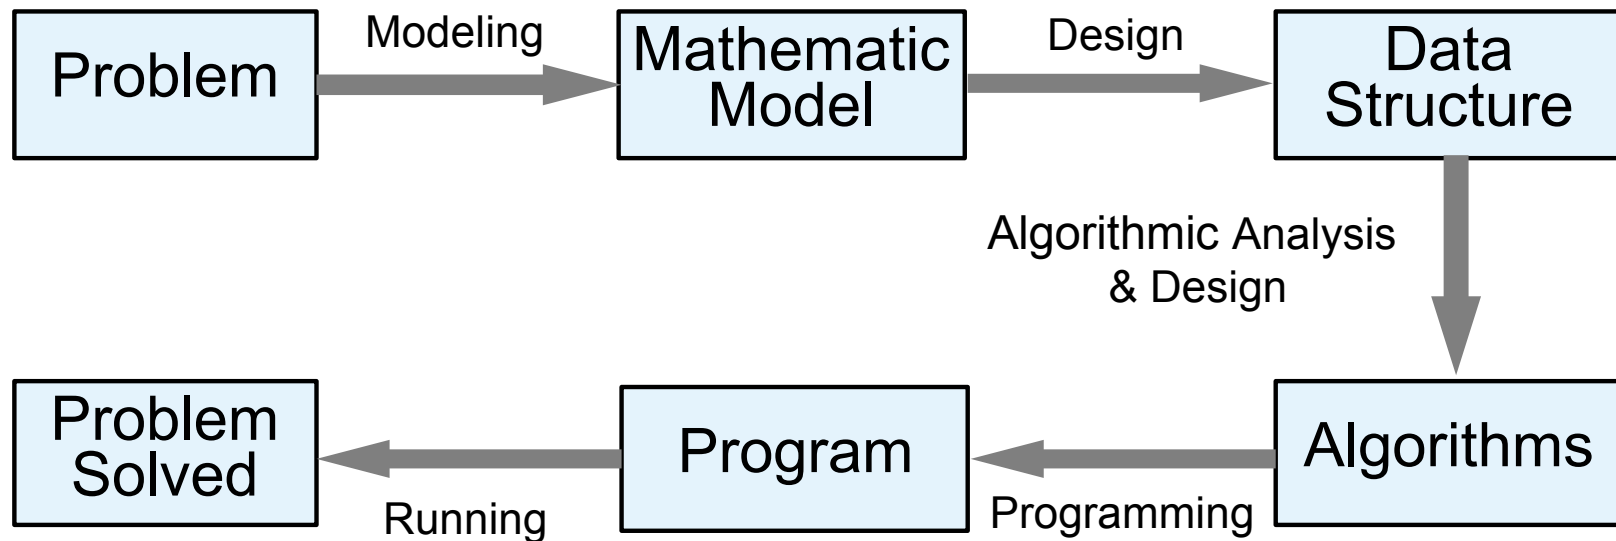 Problem
Modeling
Mathematic
Model
Design
Data
Structure
Algorithmic Analysis
& Design
Algorithms
Programming
Program
Running
Problem
Solved